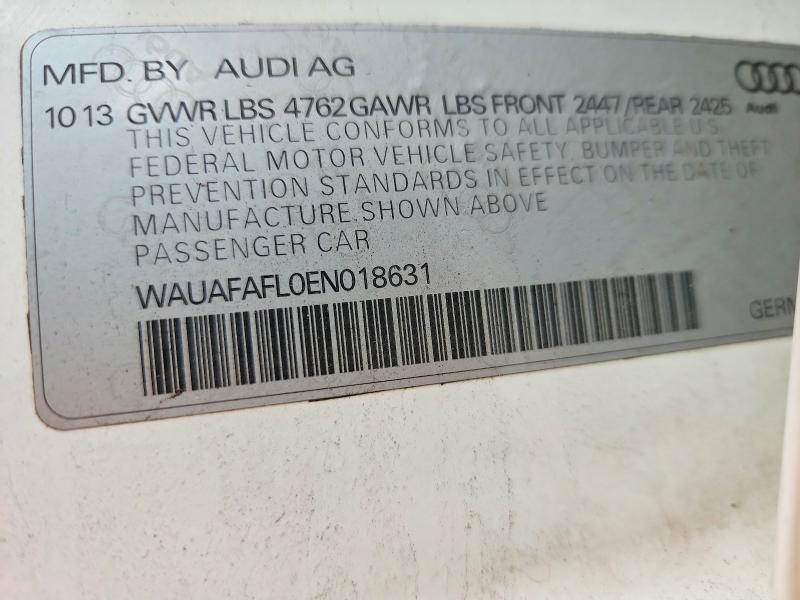 MFD. BY AUDI AG
10 13 GVWR LBS 4762 GAWR LBS FRONT 2447/REAR 2425
Audi
THIS VEHICLE CONFORMS TO ALL APPLICABLE U.S.
FEDERAL MOTOR VEHICLE SAFETY, BUMPER AND THEFT
PREVENTION STANDARDS IN EFFECT ON THE DATE OF
MANUFACTURE SHOWN ABOVE
PASSENGER CAR
WAUAFAFL0EN018631
GERM